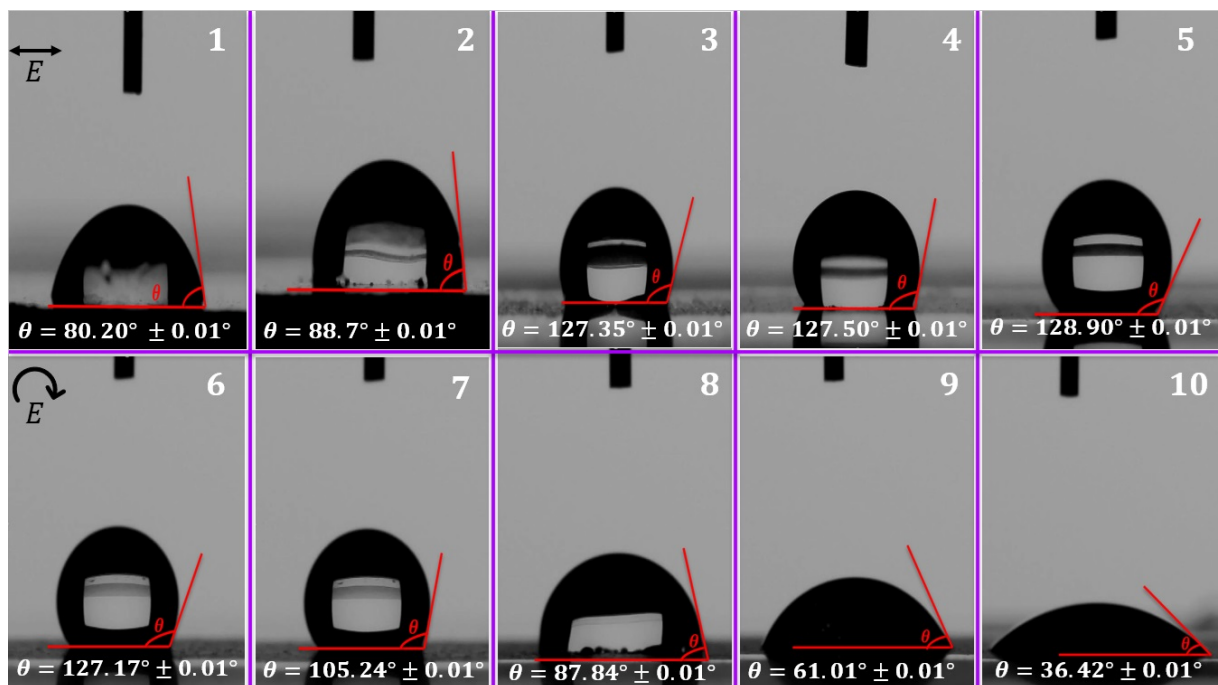 1
2
3
4
5
E
θ
θ
θ
θ
θ
θ = 80.20° ± 0.01°
θ = 88.7° ± 0.01°
θ = 127.35° ± 0.01°
θ = 127.50° ± 0.01°
θ = 128.90° ± 0.01°
6
7
8
9
10
E
θ
θ
θ
θ
θ
θ = 127.17° ± 0.01°
θ = 105.24° ± 0.01°
θ = 87.84° ± 0.01°
θ = 61.01° ± 0.01°
θ = 36.42° ± 0.01°